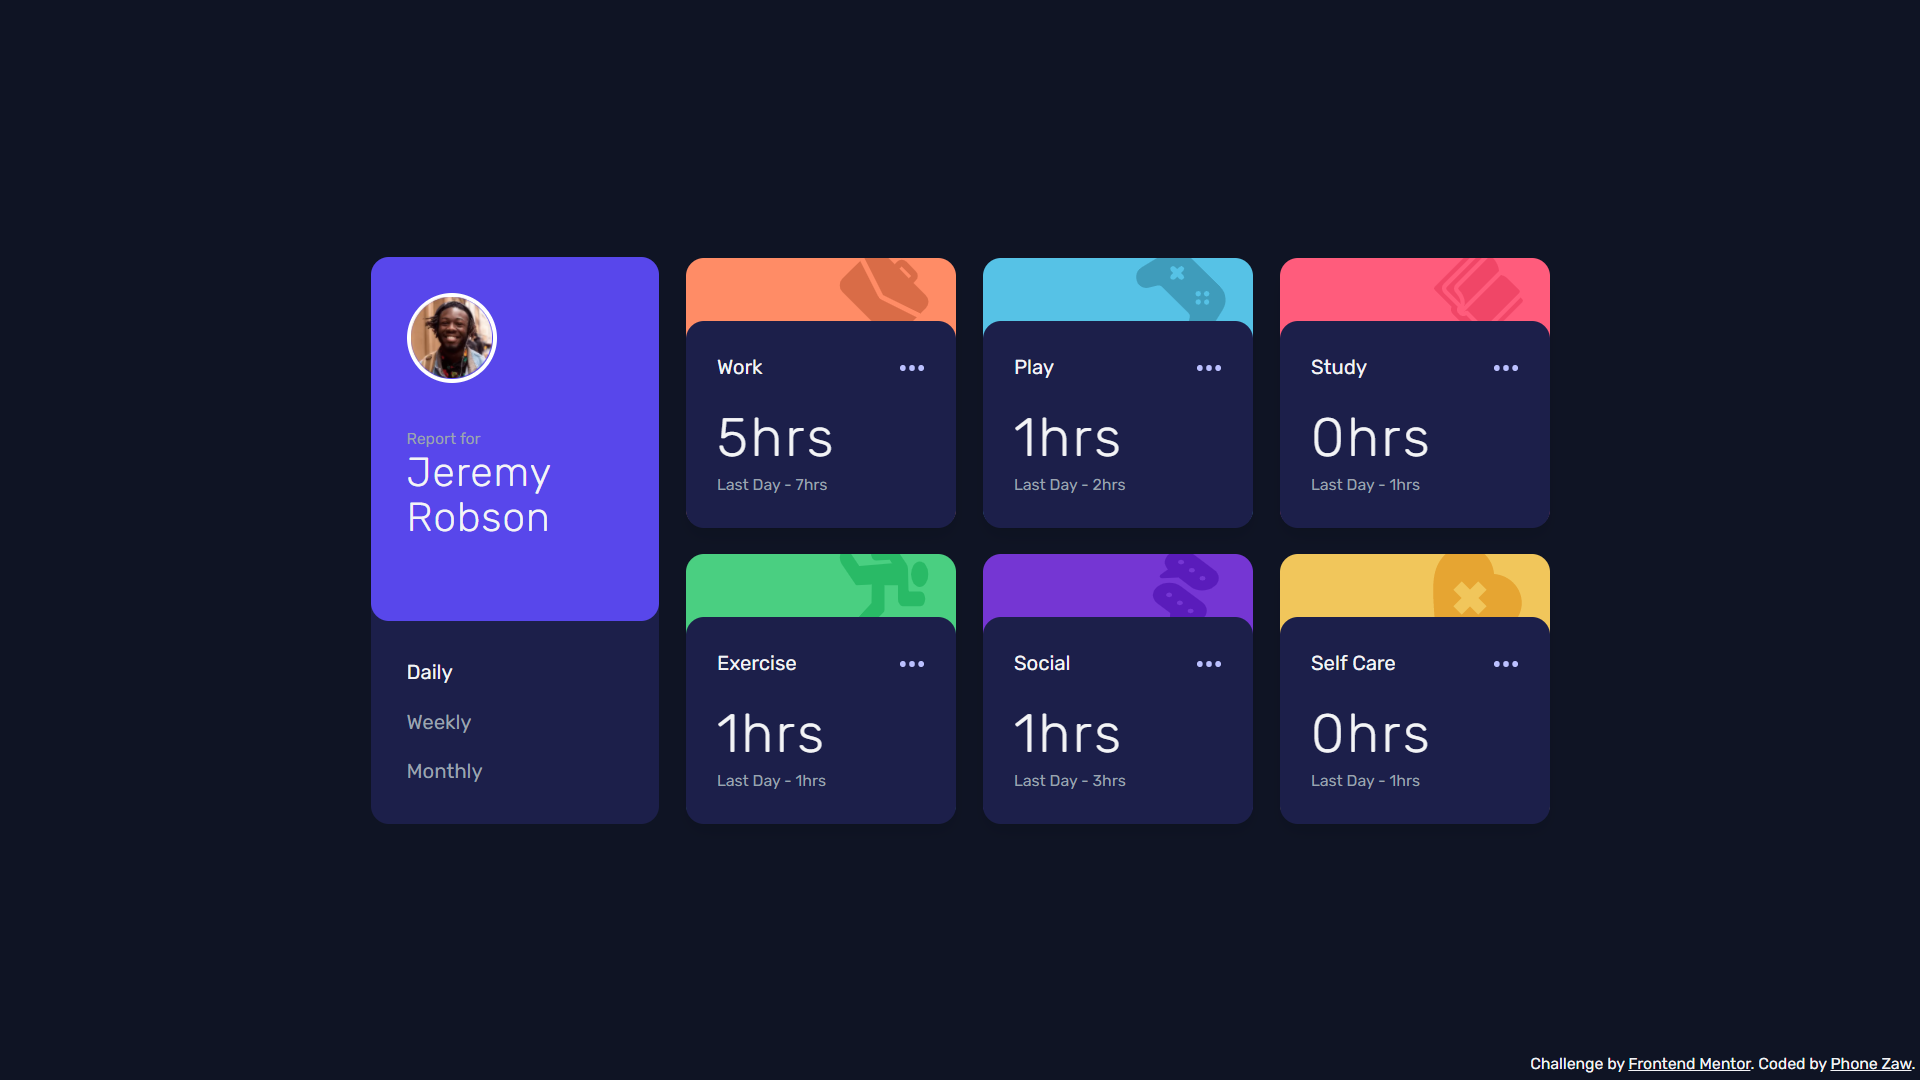 Report for
Jeremy
Robson
Daily
Weekly
Monthly
Work
5hrs
Last Day - 7hrs
Play
1hrs
Last Day - 2hrs
Study
0hrs
Last Day - 1hrs
Exercise
1hrs
Last Day - 1hrs
Social
1hrs
Last Day - 3hrs
Self Care
0hrs
Last Day - 1hrs
Challenge by Frontend Mentor. Coded by Phone Zaw.